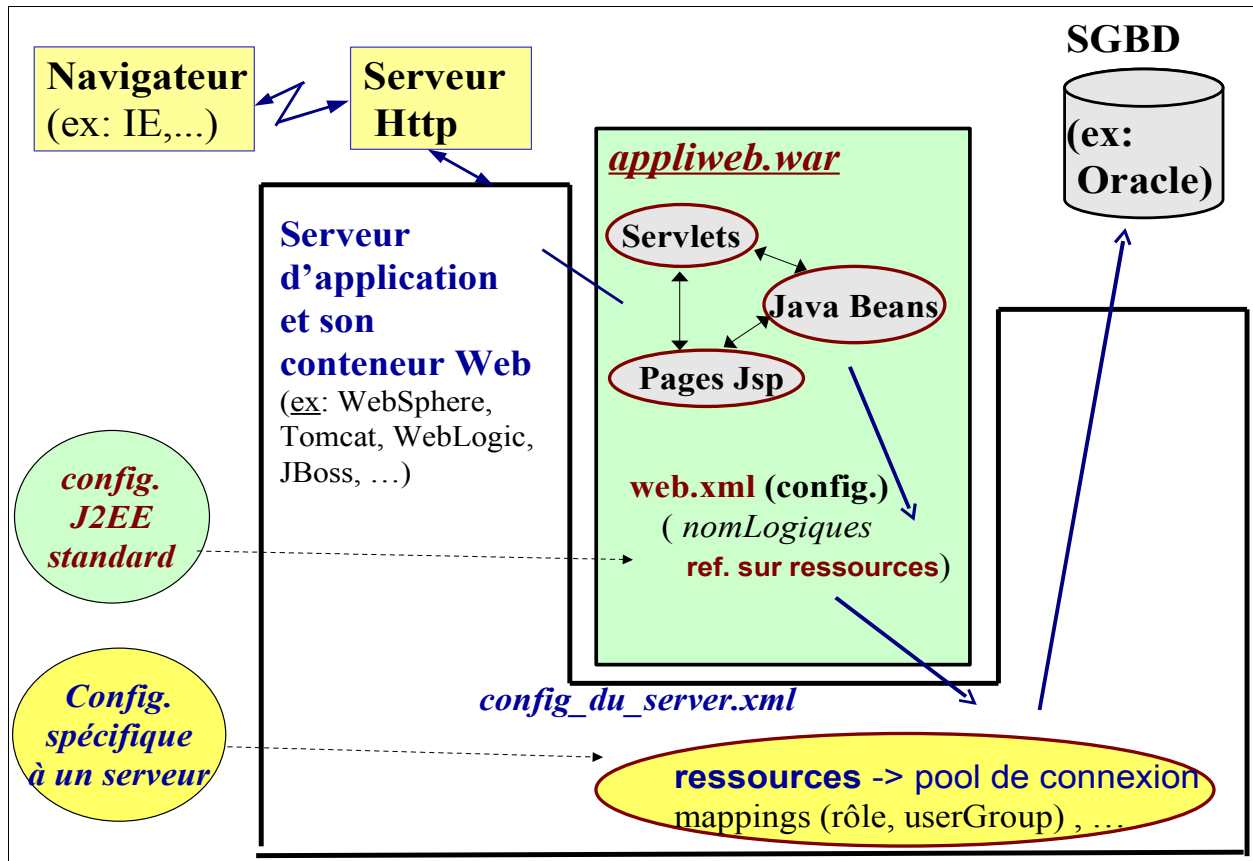 Navigateur
(ex: IE,...)
Serveur
Http
SGBD
(ex:
Oracle)
appliweb.war
Servlets
Java Beans
Pages Jsp
web.xml (config.)
( nomLogiques
ref. sur ressources)
Serveur
d’application
et son
conteneur Web
(ex: WebSphere,
Tomcat, WebLogic,
JBoss, …)
config.
J2EE
standard
Config.
spécifique
à un serveur
config_du_server.xml
ressources -> pool de connexion
mappings (rôle, userGroup) , …